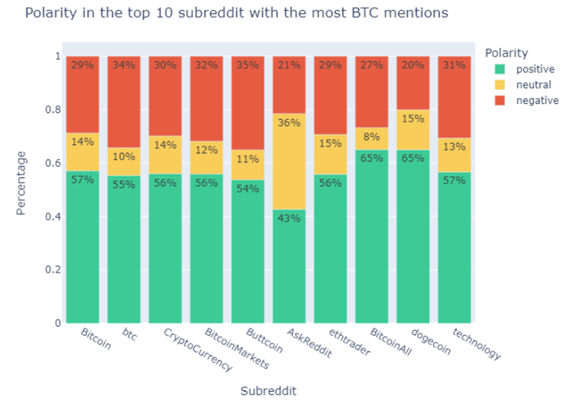 Polarity in the top 10 subreddit with the most BTC mentions
Polarity
positive
neutral
negative
Percentage
1
0.8
0.6
0.4
0.2
0
29% 34% 30% 32% 35% 21% 29% 27% 20% 31%
14% 10% 14% 12% 11% 36% 15% 8% 15% 13%
57% 55% 56% 56% 54% 43% 56% 65% 65% 57%
Bitcoin btc CryptoCurrency BitcoinMarkets Buttcoin AskReddit ethtrader BitcoinAll dogecoin technology
Subreddit